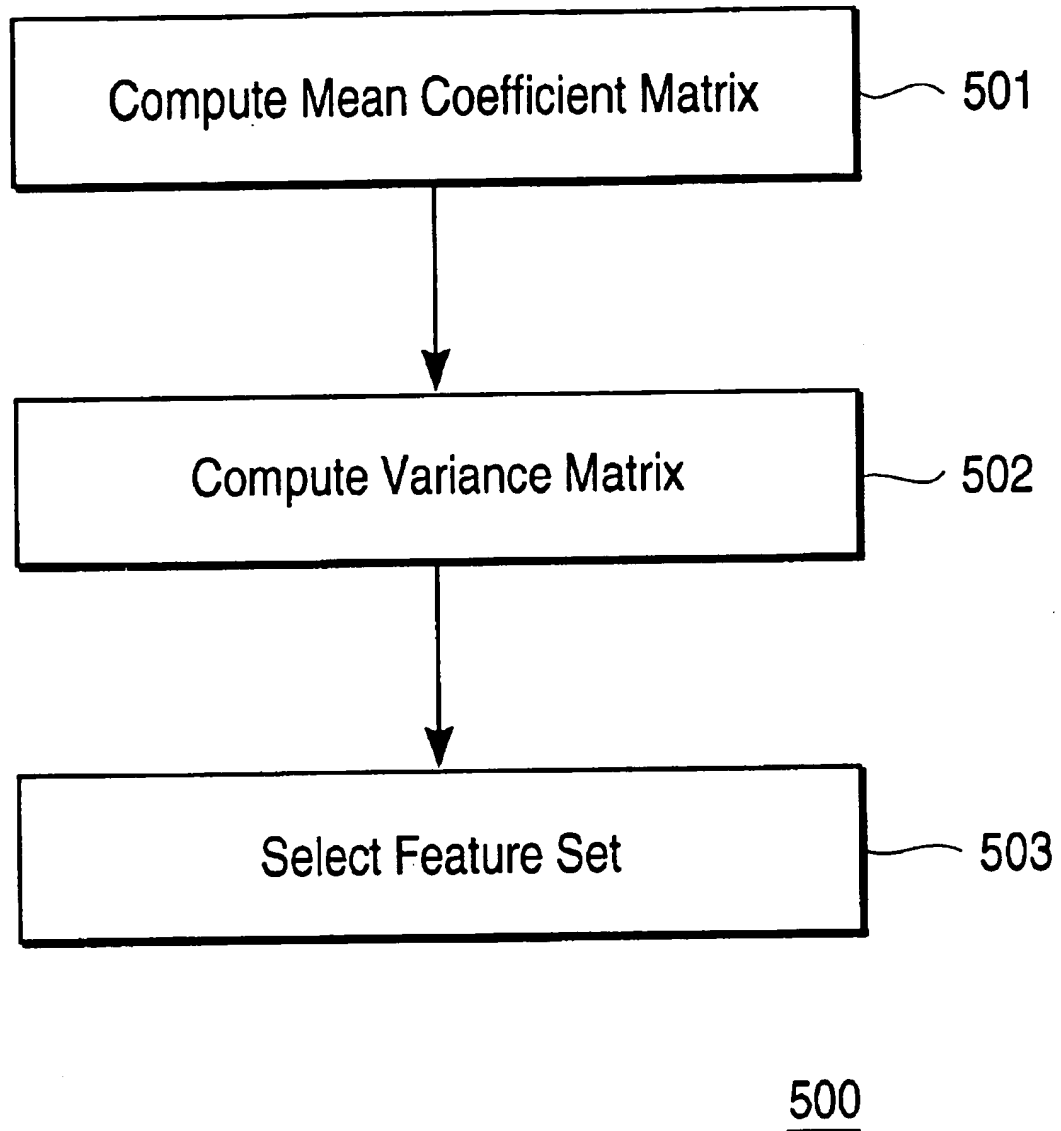 Compute Mean Coefficient Matrix
501
Compute Variance Matrix
502
Select Feature Set
503
500